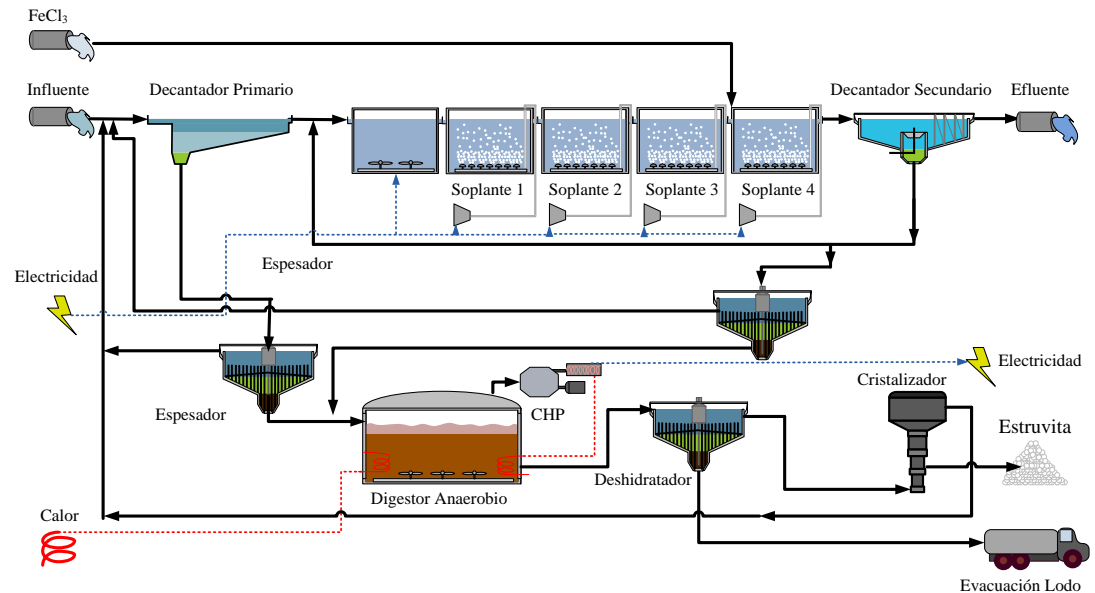 FeCl₃
Influente
Decantador Primario
Decantador Secundario
Efluente
Soplante 1
Soplante 2
Soplante 3
Soplante 4
Espesador
Electricidad
Electricidad
Cristalizador
CHP
Espesador
Estruvita
Deshidratador
Digestor Anaerobio
Calor
Evacuación Lodo